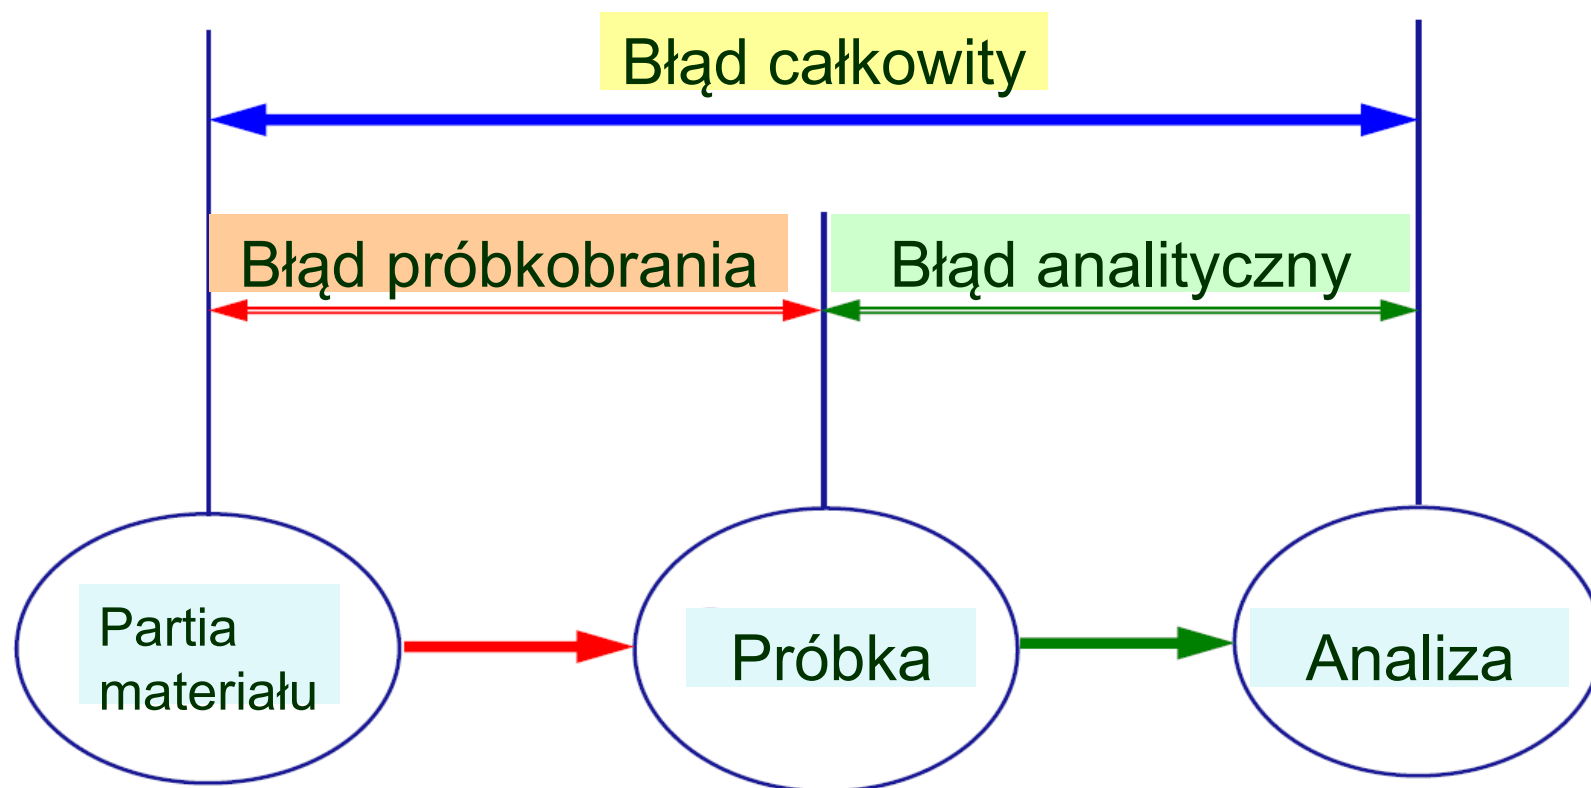 Błąd całkowity
Błąd próbkobrania
Błąd analityczny
Partia
materiału
Próbka
Analiza